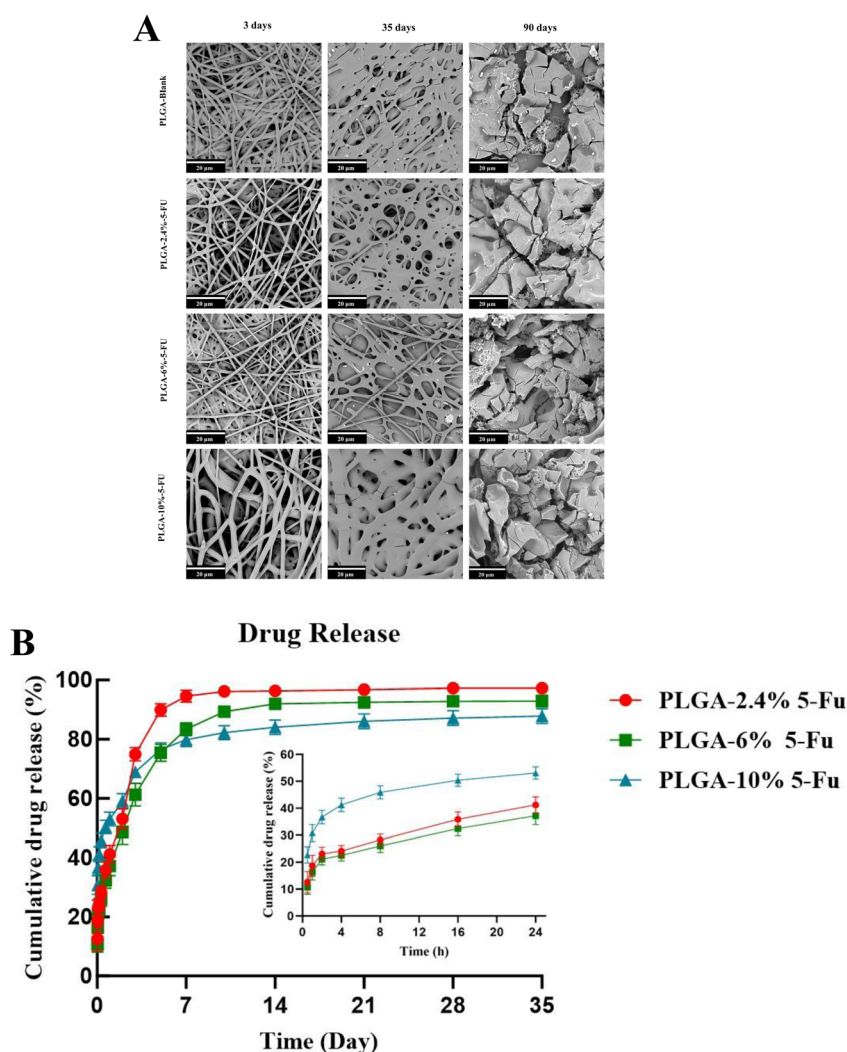 A
3 days 35 days 90 days
PLGA-Blank
20 μm 20 μm 20 μm
PLGA-2.4%-5-FU
20 μm 20 μm 20 μm
PLGA-6%-5-FU
20 μm 20 μm 20 μm
PLGA-10%-5-FU
20 μm 20 μm 20 μm
B
Drug Release
Cumulative drug release (%)
100
80
60
40
20
0
0 7 14 21 28 35
Time (Day)
Cumulative drug release (%)
60
50
40
30
20
10
0
0 4 8 12 16 20 24
Time (h)
PLGA-2.4% 5-Fu
PLGA-6% 5-Fu
PLGA-10% 5-Fu